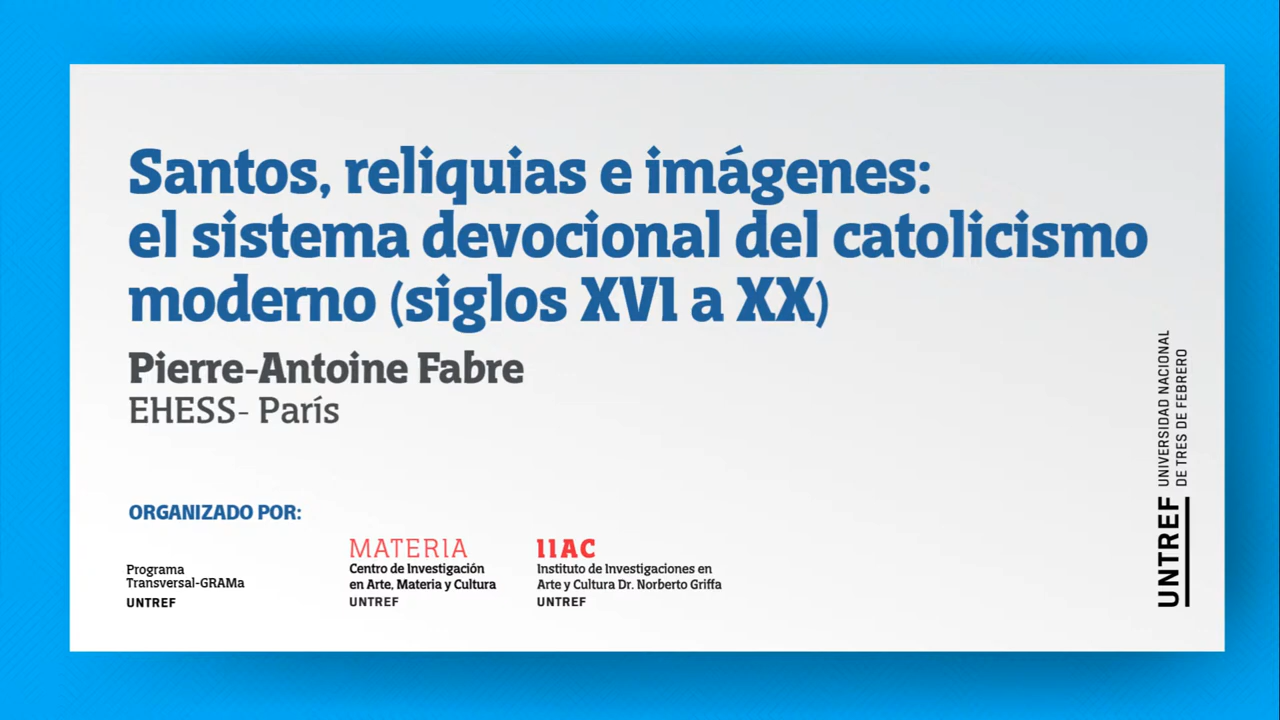 Santos, reliquias e imágenes:
el sistema devocional del catolicismo
moderno (siglos XVI a XX)
Pierre-Antoine Fabre
EHESS- París
ORGANIZADO POR:
Programa
Transversal-GRAMa
UNTREF
MATERIA
Centro de Investigación
en Arte, Materia y Cultura
UNTREF
IIAC
Instituto de Investigaciones en
Arte y Cultura Dr. Norberto Griffa
UNTREF
UNTREF
UNIVERSIDAD NACIONAL
DE TRES DE FEBRERO